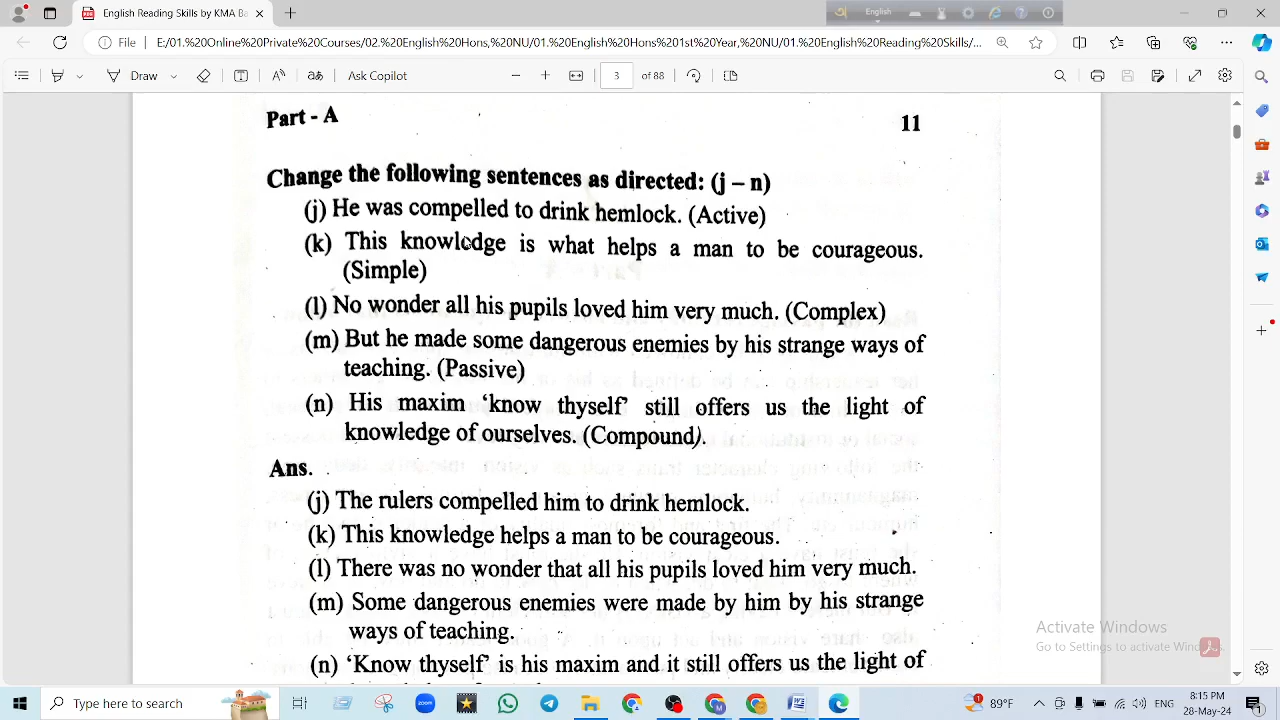 English Reading Skills by KMA Ba
English
File
E:/01.%20Online%20Private%20Courses/02.%20English%20Hons,%20NU/01.%20English%20Hons%201st%20Year,%20NU/01.English%20Reading%20Skills/...
Draw
Ask Copilot
3 of 88
Part - A
11
Change the following sentences as directed: (j – n)
(j) He was compelled to drink hemlock. (Active)
(k) This knowledge is what helps a man to be courageous.
(Simple)
(l) No wonder all his pupils loved him very much. (Complex)
(m) But he made some dangerous enemies by his strange ways of
teaching. (Passive)
(n) His maxim ‘know thyself’ still offers us the light of
knowledge of ourselves. (Compound).
Ans.
(j) The rulers compelled him to drink hemlock.
(k) This knowledge helps a man to be courageous.
(l) There was no wonder that all his pupils loved him very much.
(m) Some dangerous enemies were made by him by his strange
ways of teaching.
(n) ‘Know thyself’ is his maxim and it still offers us the light of
Activate Windows
Go to Settings to activate Windows.
Type here to search
89°F
8:15 PM
28-May-24